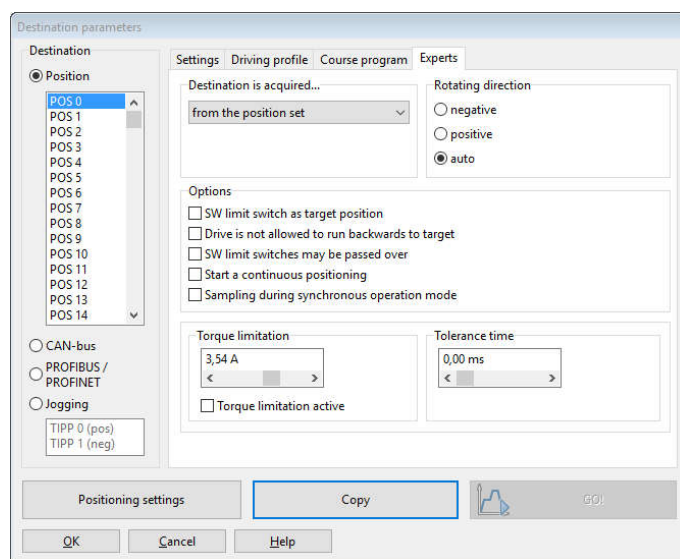 Destination parameters
Destination
Position
POS 0
POS 1
POS 2
POS 3
POS 4
POS 5
POS 6
POS 7
POS 8
POS 9
POS 10
POS 11
POS 12
POS 13
POS 14
CAN-bus
PROFIBUS /
PROFINET
Jogging
TIPP 0 (pos)
TIPP 1 (neg)
Settings Driving profile Course program Experts
Destination is acquired...
from the position set
Rotating direction
negative
positive
auto
Options
SW limit switch as target position
Drive is not allowed to run backwards to target
SW limit switches may be passed over
Start a continuous positioning
Sampling during synchronous operation mode
Torque limitation
3,54 A
Torque limitation active
Tolerance time
0,00 ms
Positioning settings Copy GO!
OK Cancel Help